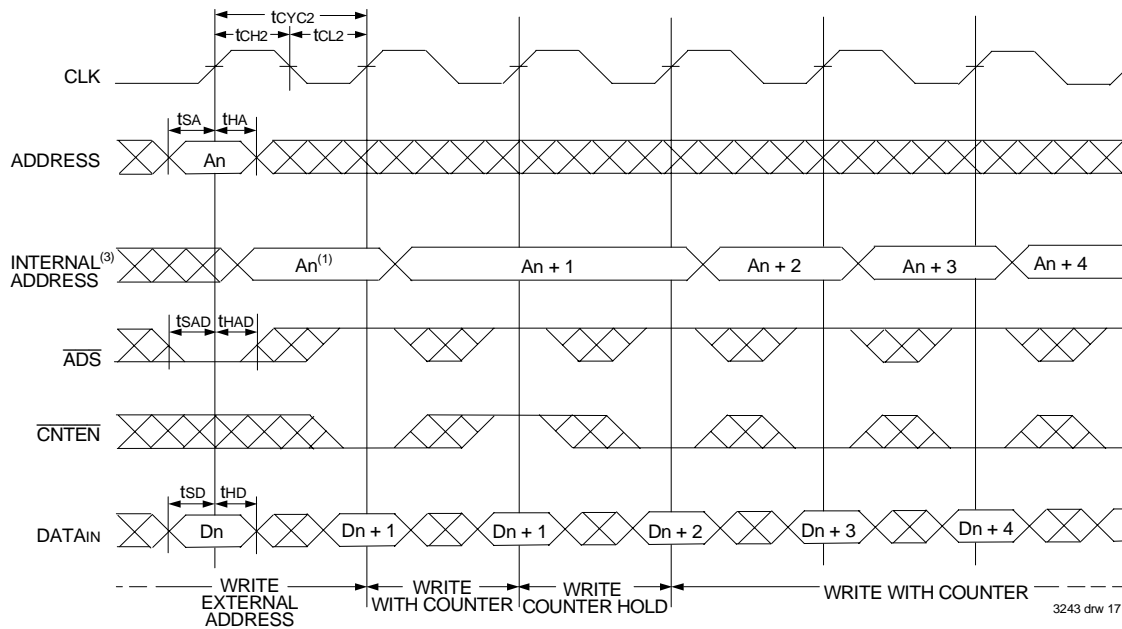 tCYC2
tCH2 tCL2
CLK
tSA tHA
ADDRESS An
INTERNAL(3)
ADDRESS
An(1) An + 1 An + 2 An + 3 An + 4
tSAD tHAD
ADS
CNTEN
tSD tHD
DATAIN Dn Dn + 1 Dn + 1 Dn + 2 Dn + 3 Dn + 4
WRITE
EXTERNAL
ADDRESS
WRITE
WITH COUNTER
WRITE
COUNTER HOLD
WRITE WITH COUNTER
3243 drw 17